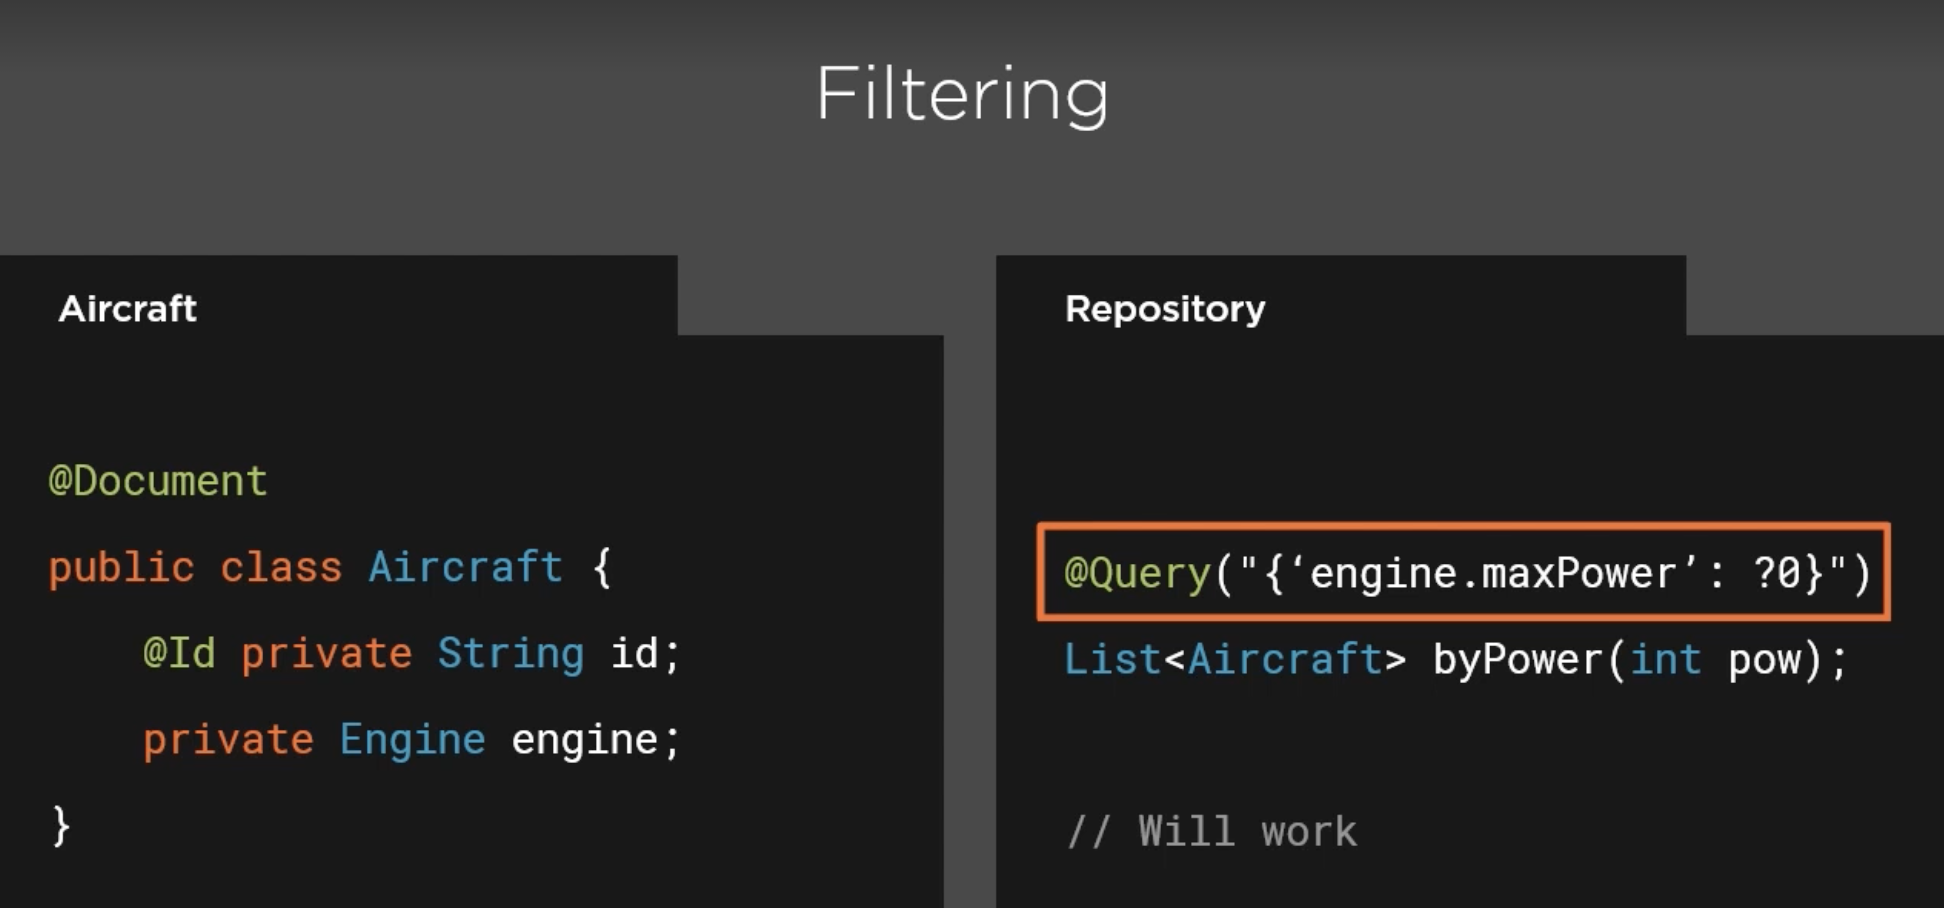 Filtering
Aircraft
@Document
public class Aircraft {
@Id private String id;
private Engine engine;
}
Repository
@Query("{‘engine.maxPower’: ?0}")
List<Aircraft> byPower(int pow);
// Will work